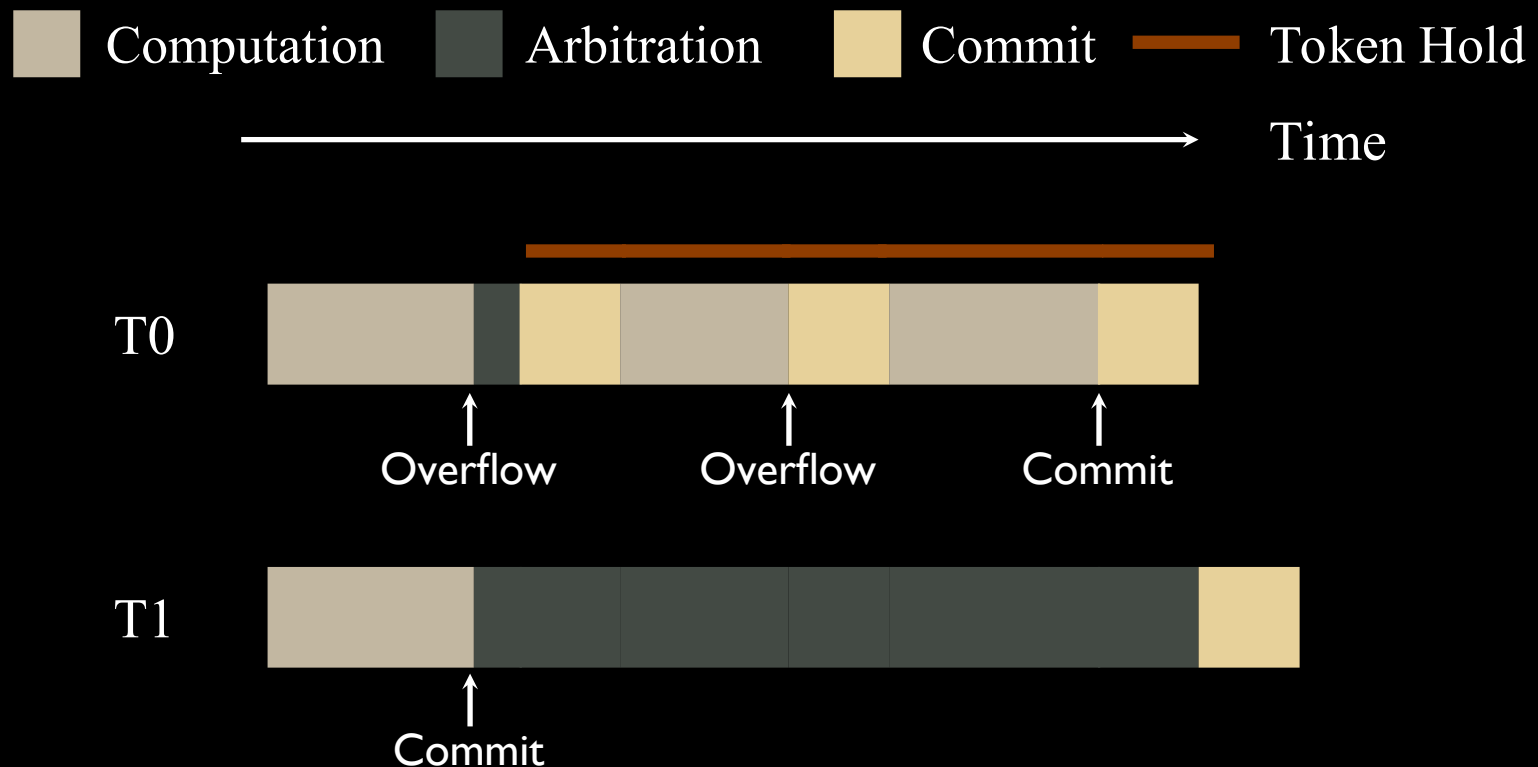 Computation Arbitration Commit Token Hold
Time
T0
Overflow Overflow Commit
T1
Commit